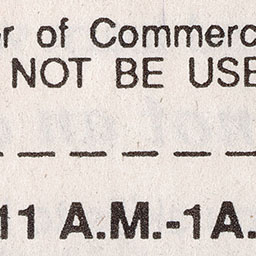 r of Commerc
NOT BE USE
11 A.M.-1A.